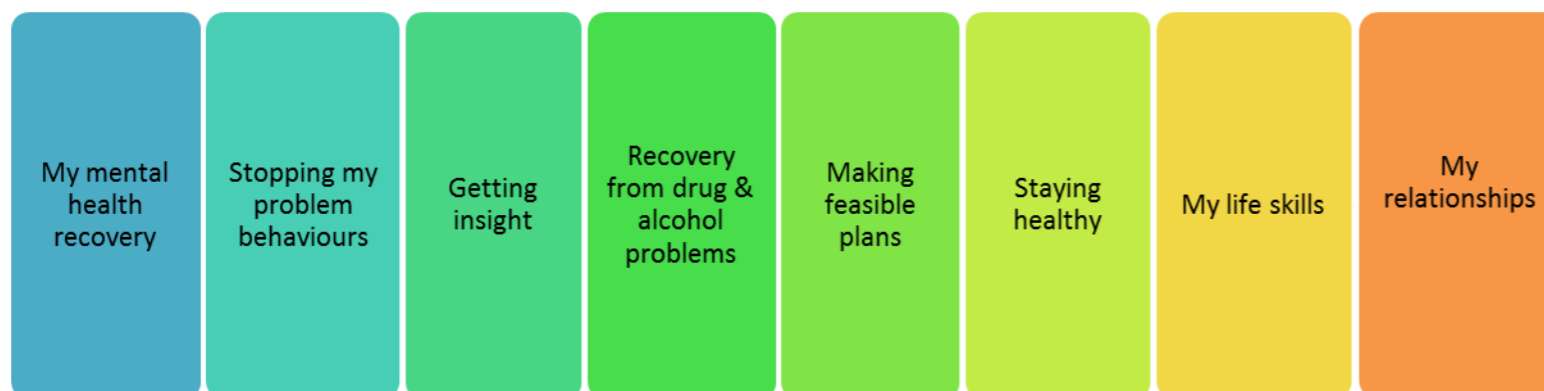 My mental
health
recovery
Stopping my
problem
behaviours
Getting
insight
Recovery
from drug &
alcohol
problems
Making
feasible
plans
Staying
healthy
My life skills
My
relationships